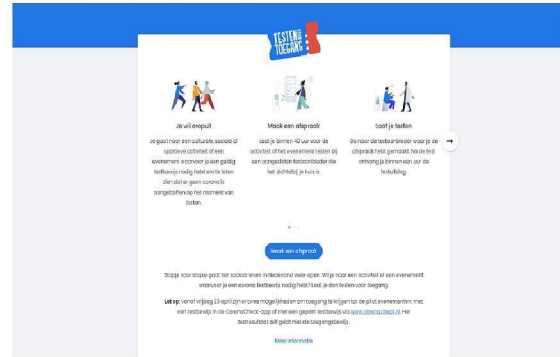 TESTEN VOOR
TOEGANG
Je wil eropuit
Je gaat naar een culturele, sociale of
sportieve activiteit of een
evenement waarvoor je een geldig
testbewijs nodig hebt om te laten
zien dat er geen corona is
aangetroffen op het moment van
testen.
Maak een afspraak
Laat je binnen 40 uur voor de
activiteit of het evenement testen bij
een aangesloten testaanbieder die
het dichtstbij je huis is.
Laat je testen
Ga naar de testaanbieder waar je de
afspraak hebt gemaakt. Na de test
ontvang je binnen een uur de
testuitslag.
Maak een afspraak
Stapje voor stapje gaat het sociaal leven in Nederland weer open. Wil je naar een activiteit of een evenement
waarvoor je een corona testbewijs nodig hebt? Laat je dan testen voor toegang.
Let op: vanaf vrijdag 23 april zijn er twee mogelijkheden om toegang te krijgen tot de pilot evenementen: met
een testbewijs in de CoronaCheck-app of met een geprint testbewijs via www.coronacheck.nl. Het
testresultaat zelf geldt niet als toegangsbewijs.
Meer informatie